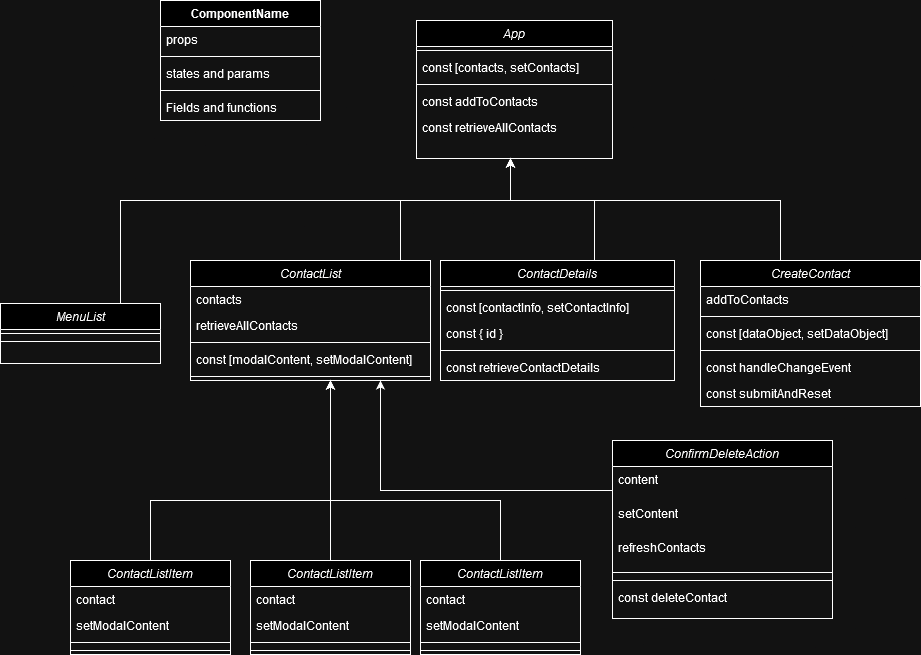 ComponentName
props
states and params
Fields and functions
App
const [contacts, setContacts]
const addToContacts
const retrieveAllContacts
MenuList
ContactList
contacts
retrieveAllContacts
const [modalContent, setModalContent]
ContactDetails
const [contactInfo, setContactInfo]
const { id }
const retrieveContactDetails
CreateContact
addToContacts
const [dataObject, setDataObject]
const handleChangeEvent
const submitAndReset
ConfirmDeleteAction
content
setContent
refreshContacts
const deleteContact
ContactListItem
contact
setModalContent
ContactListItem
contact
setModalContent
ContactListItem
contact
setModalContent